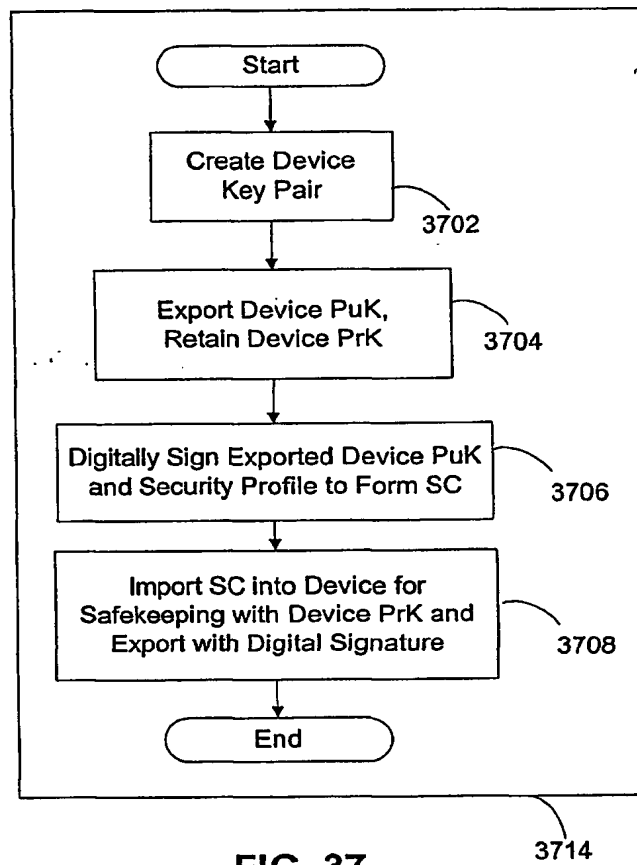 Start
Create Device
Key Pair
3702
Export Device PuK,
Retain Device PrK
3704
Digitally Sign Exported Device PuK
and Security Profile to Form SC
3706
Import SC into Device for
Safekeeping with Device PrK and
Export with Digital Signature
3708
End
3714
FIG. 37